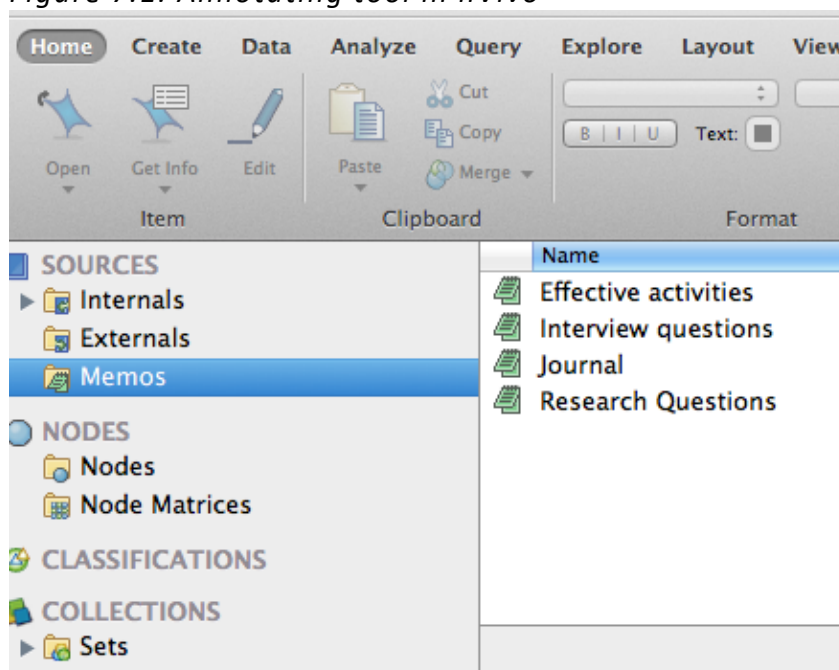 Home Create Data Analyze Query Explore Layout View
Cut
Copy
B I U Text:
Open Get Info Edit Paste Merge
Item Clipboard Format
SOURCES
Internals
Externals
Memos
NODES
Nodes
Node Matrices
CLASSIFICATIONS
COLLECTIONS
Sets
Name
Effective activities
Interview questions
Journal
Research Questions